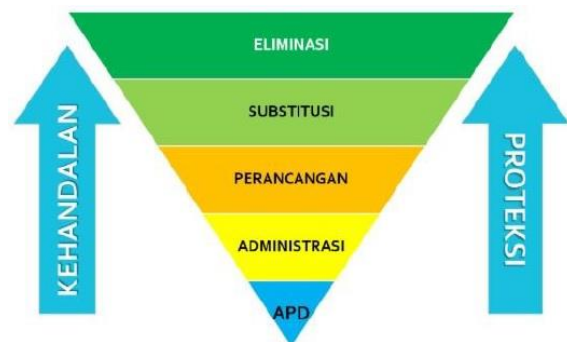 ELIMINASI
SUBSTITUSI
PERANCANGAN
ADMINISTRASI
APD
KEHANDALAN
PROTEKSI